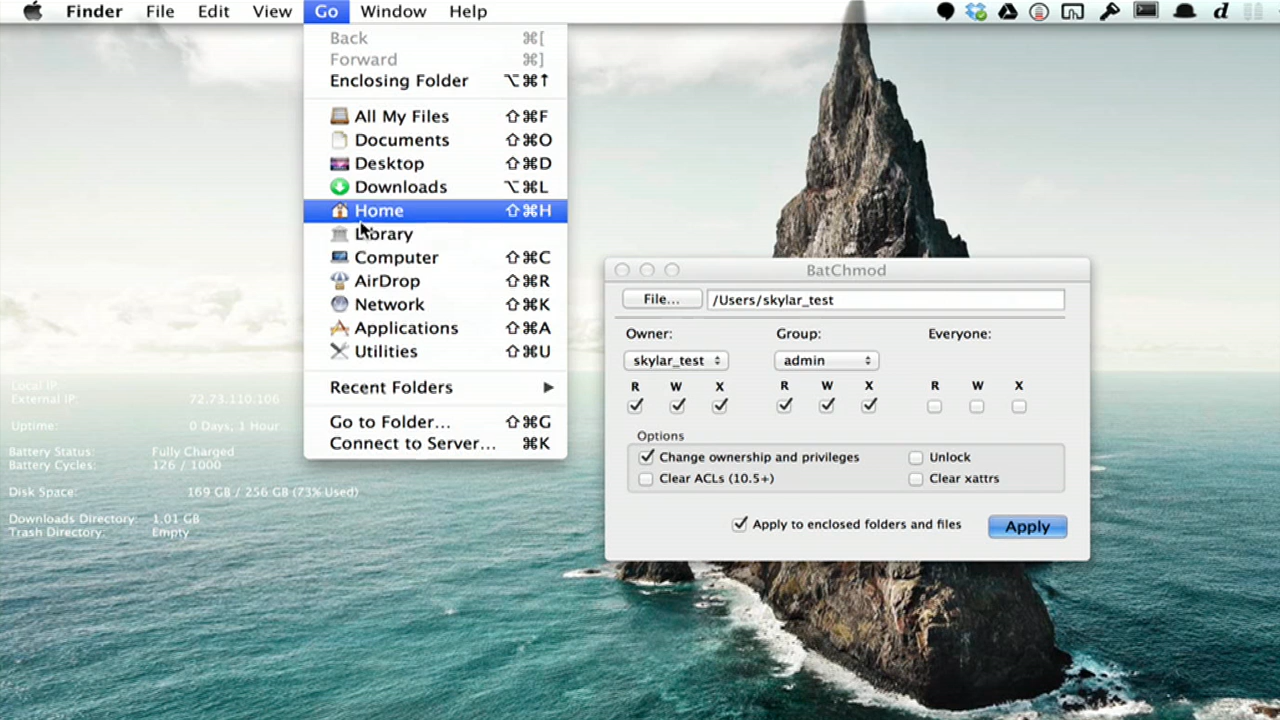 Finder File Edit View Go Window Help
Back ⌘[
Forward ⌘]
Enclosing Folder ⌥⌘↑
All My Files ⇧⌘F
Documents ⇧⌘O
Desktop ⇧⌘D
Downloads ⌥⌘L
Home ⇧⌘H
Library
Computer ⇧⌘C
AirDrop ⇧⌘R
Network ⇧⌘K
Applications ⇧⌘A
Utilities ⇧⌘U
Recent Folders
Go to Folder... ⇧⌘G
Connect to Server... ⌘K
Local IP:
External IP: 72.73.110.106
Uptime: 0 Days, 1 Hour
Battery Status: Fully Charged
Battery Cycles: 126 / 1000
Disk Space: 169 GB / 256 GB (73% Used)
Downloads Directory: 1.01 GB
Trash Directory: Empty
BatChmod
File... /Users/skylar_test
Owner: Group: Everyone:
skylar_test admin
R W X R W X R W X
Options
Change ownership and privileges Unlock
Clear ACLs (10.5+) Clear xattrs
Apply to enclosed folders and files Apply